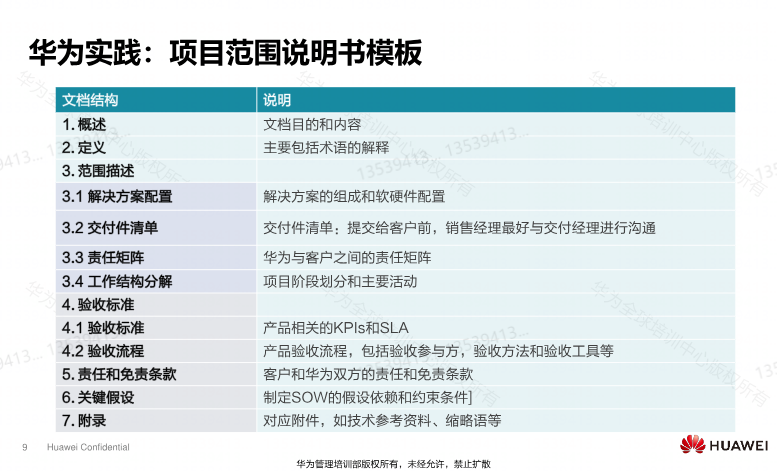 华为实践：项目范围说明书模板
文档结构 说明
1. 概述 文档目的和内容
2. 定义 主要包括术语的解释
3. 范围描述
3.1 解决方案配置 解决方案的组成和软硬件配置
3.2 交付件清单 交付件清单；提交给客户前，销售经理最好与交付经理进行沟通
3.3 责任矩阵 华为与客户之间的责任矩阵
3.4 工作结构分解 项目阶段划分和主要活动
4. 验收标准
4.1 验收标准 产品相关的KPIs和SLA
4.2 验收流程 产品验收流程，包括验收参与方，验收方法和验收工具等
5. 责任和免责条款 客户和华为双方的责任和免责条款
6. 关键假设 制定SOW的假设依赖和约束条件]
7. 附录 对应附件，如技术参考资料、缩略语等
9 Huawei Confidential
HUAWEI
华为管理培训部版权所有，未经允许，禁止扩散
华为全球培训中心版权所有
13539413...